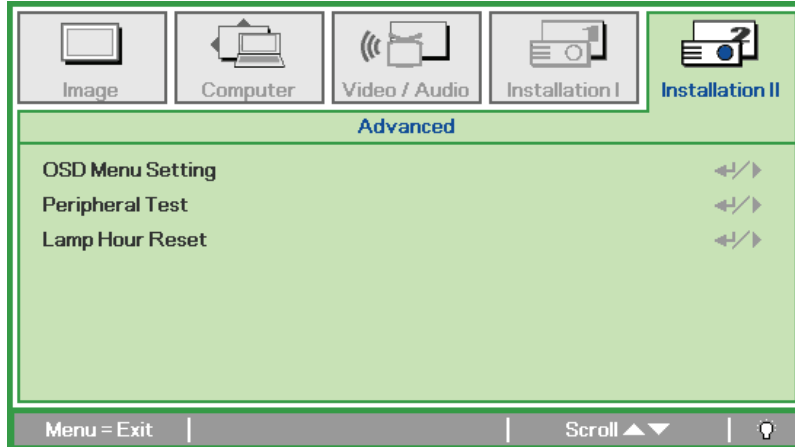 Image Computer Video / Audio Installation I Installation II
Advanced
OSD Menu Setting
Peripheral Test
Lamp Hour Reset
Menu = Exit Scroll